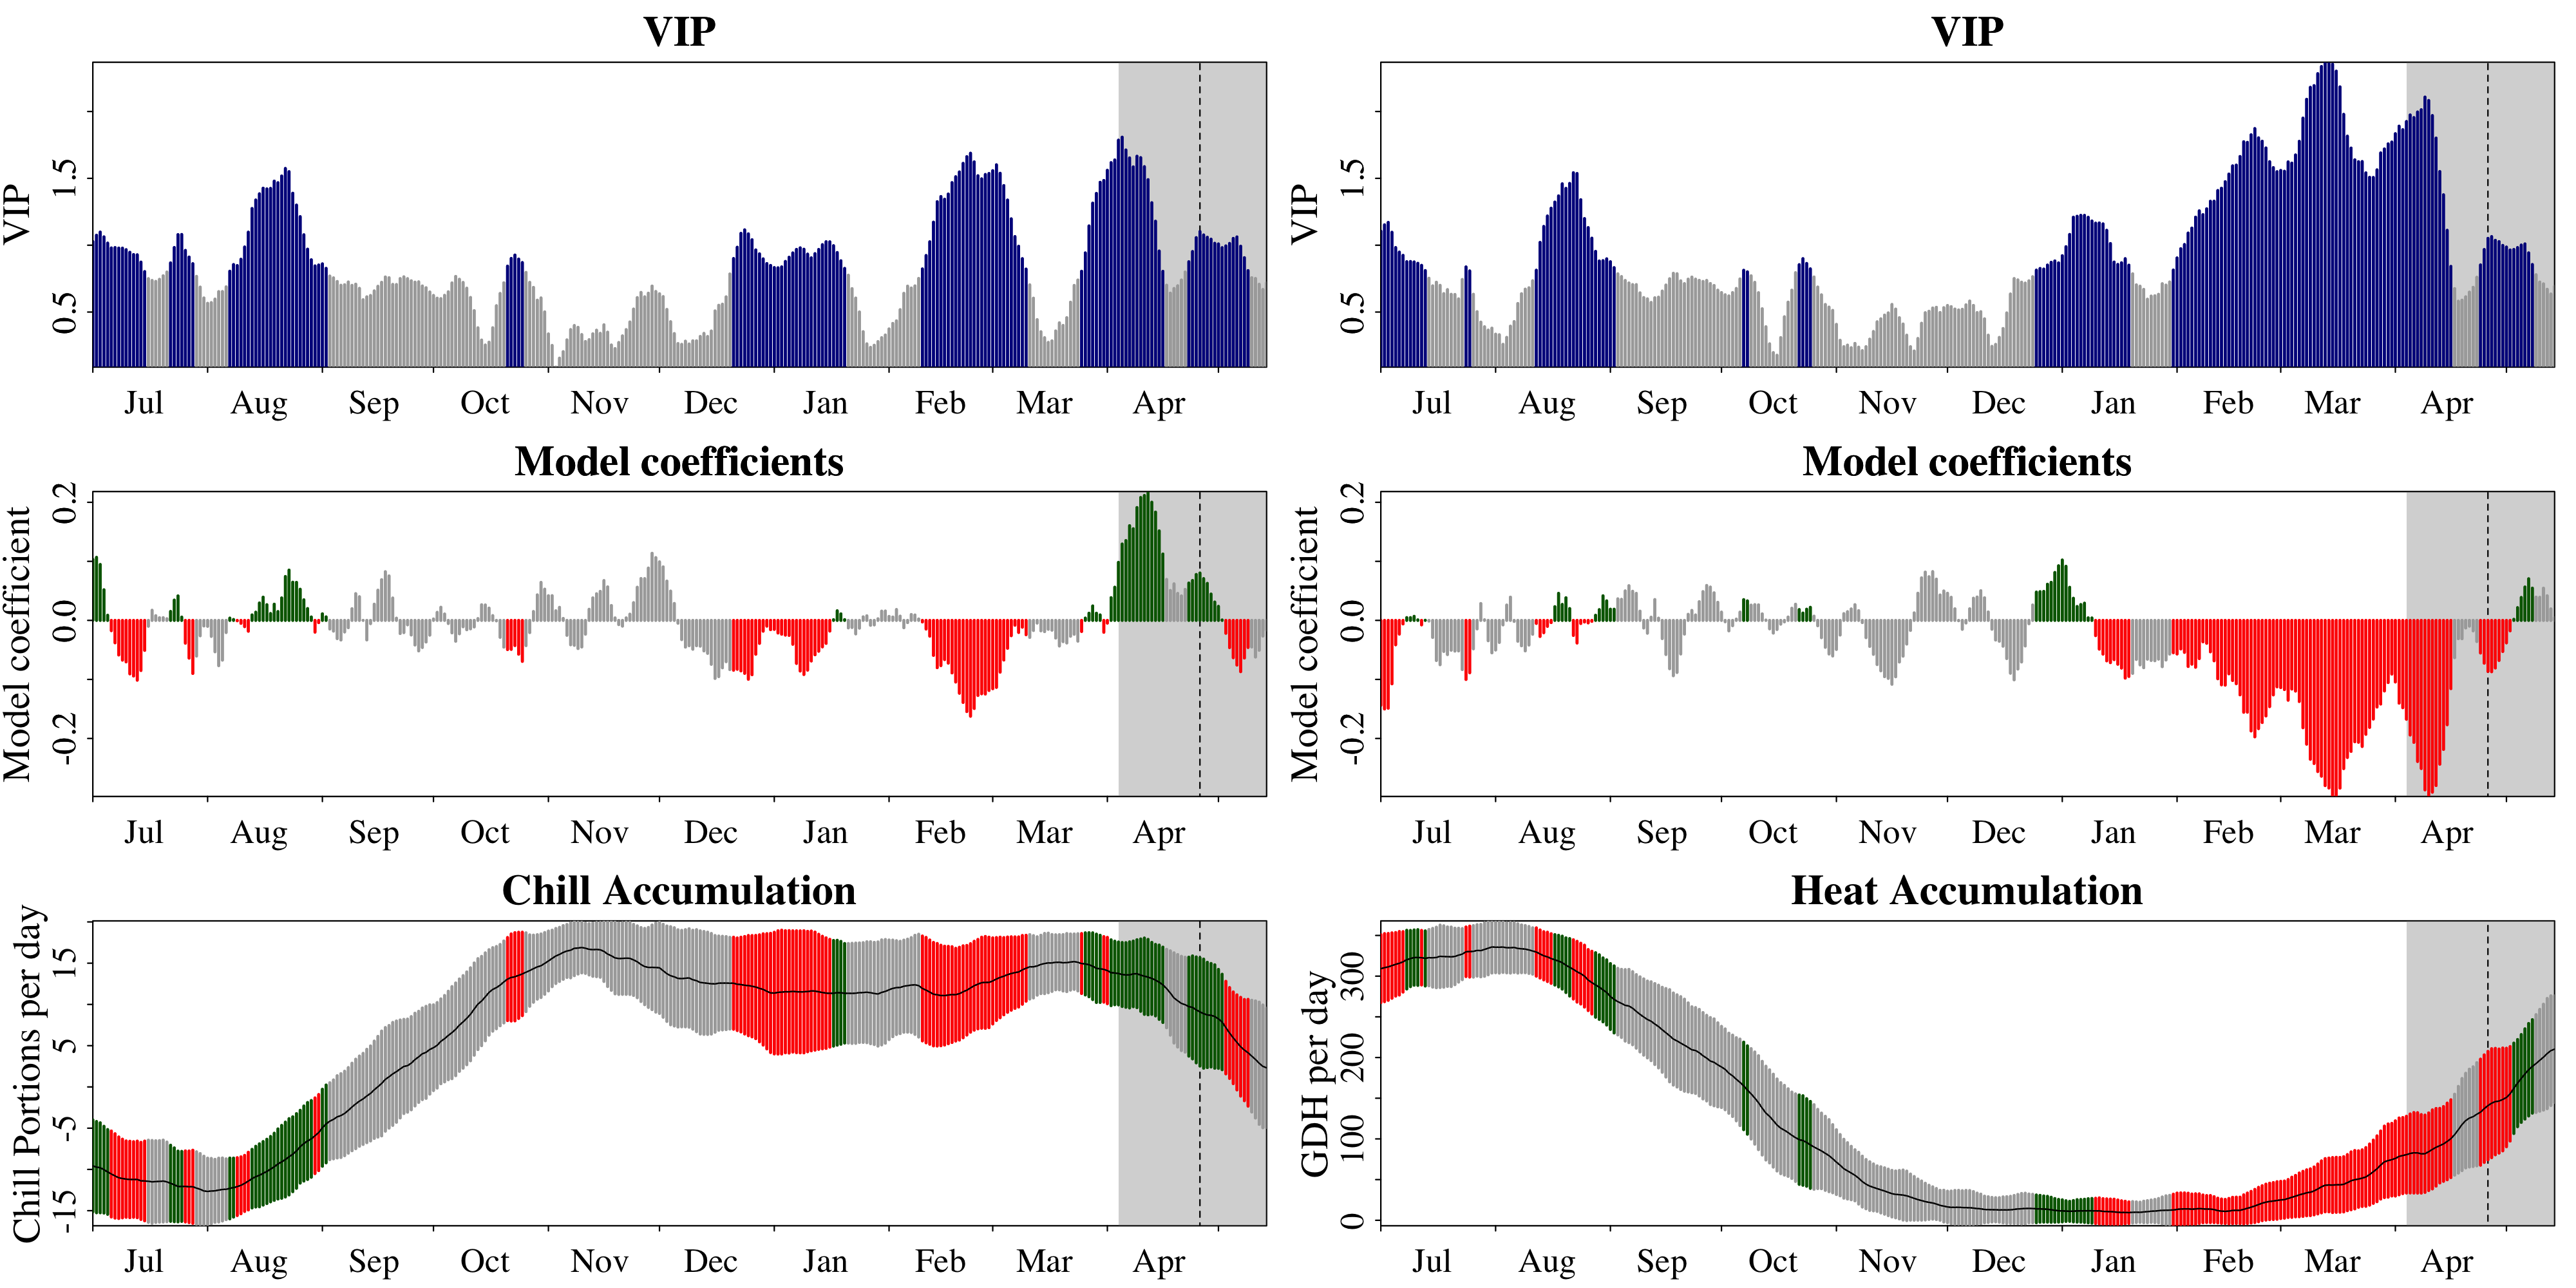 VIP
VIP
VIP
0.5 1.5
Jul Aug Sep Oct Nov Dec Jan Feb Mar Apr
VIP
0.5 1.5
Jul Aug Sep Oct Nov Dec Jan Feb Mar Apr
Model coefficients
Model coefficients
Model coefficient
-0.2 0.0 0.2
Jul Aug Sep Oct Nov Dec Jan Feb Mar Apr
Model coefficient
-0.2 0.0 0.2
Jul Aug Sep Oct Nov Dec Jan Feb Mar Apr
Chill Accumulation
Heat Accumulation
Chill Portions per day
-15 -5 5 15
Jul Aug Sep Oct Nov Dec Jan Feb Mar Apr
GDH per day
0 100 200 300
Jul Aug Sep Oct Nov Dec Jan Feb Mar Apr